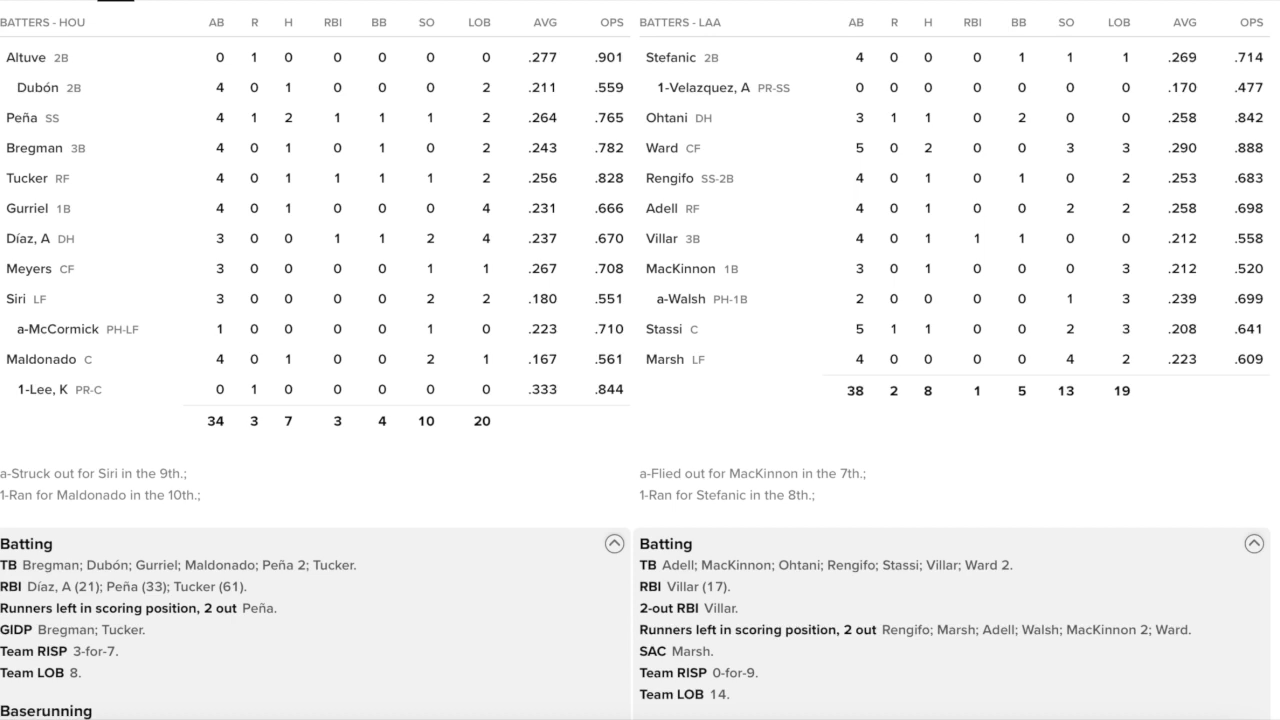 BATTERS - HOU AB R H RBI BB SO LOB AVG OPS
Altuve 2B 0 1 0 0 0 0 0 .277 .901
Dubón 2B 4 0 1 0 0 0 2 .211 .559
Peña SS 4 1 2 1 1 1 2 .264 .765
Bregman 3B 4 0 1 0 1 0 2 .243 .782
Tucker RF 4 0 1 1 1 1 2 .256 .828
Gurriel 1B 4 0 1 0 0 0 4 .231 .666
Díaz, A DH 3 0 0 1 1 2 4 .237 .670
Meyers CF 3 0 0 0 0 1 1 .267 .708
Siri LF 3 0 0 0 0 2 2 .180 .551
a-McCormick PH-LF 1 0 0 0 0 1 0 .223 .710
Maldonado C 4 0 1 0 0 2 1 .167 .561
1-Lee, K PR-C 0 1 0 0 0 0 0 .333 .844
34 3 7 3 4 10 20
a-Struck out for Siri in the 9th.;
1-Ran for Maldonado in the 10th.;
Batting
TB Bregman; Dubón; Gurriel; Maldonado; Peña 2; Tucker.
RBI Díaz, A (21); Peña (33); Tucker (61).
Runners left in scoring position, 2 out Peña.
GIDP Bregman; Tucker.
Team RISP 3-for-7.
Team LOB 8.
Baserunning
BATTERS - LAA AB R H RBI BB SO LOB AVG OPS
Stefanic 2B 4 0 0 0 1 1 1 .269 .714
1-Velazquez, A PR-SS 0 0 0 0 0 0 0 .170 .477
Ohtani DH 3 1 1 0 2 0 0 .258 .842
Ward CF 5 0 2 0 0 3 3 .290 .888
Rengifo SS-2B 4 0 1 0 1 0 2 .253 .683
Adell RF 4 0 1 0 0 2 2 .258 .698
Villar 3B 4 0 1 1 1 0 0 .212 .558
MacKinnon 1B 3 0 1 0 0 0 3 .212 .520
a-Walsh PH-1B 2 0 0 0 0 1 3 .239 .699
Stassi C 5 1 1 0 0 2 3 .208 .641
Marsh LF 4 0 0 0 0 4 2 .223 .609
38 2 8 1 5 13 19
a-Flied out for MacKinnon in the 7th.;
1-Ran for Stefanic in the 8th.;
Batting
TB Adell; MacKinnon; Ohtani; Rengifo; Stassi; Villar; Ward 2.
RBI Villar (17).
2-out RBI Villar.
Runners left in scoring position, 2 out Rengifo; Marsh; Adell; Walsh; MacKinnon 2; Ward.
SAC Marsh.
Team RISP 0-for-9.
Team LOB 14.